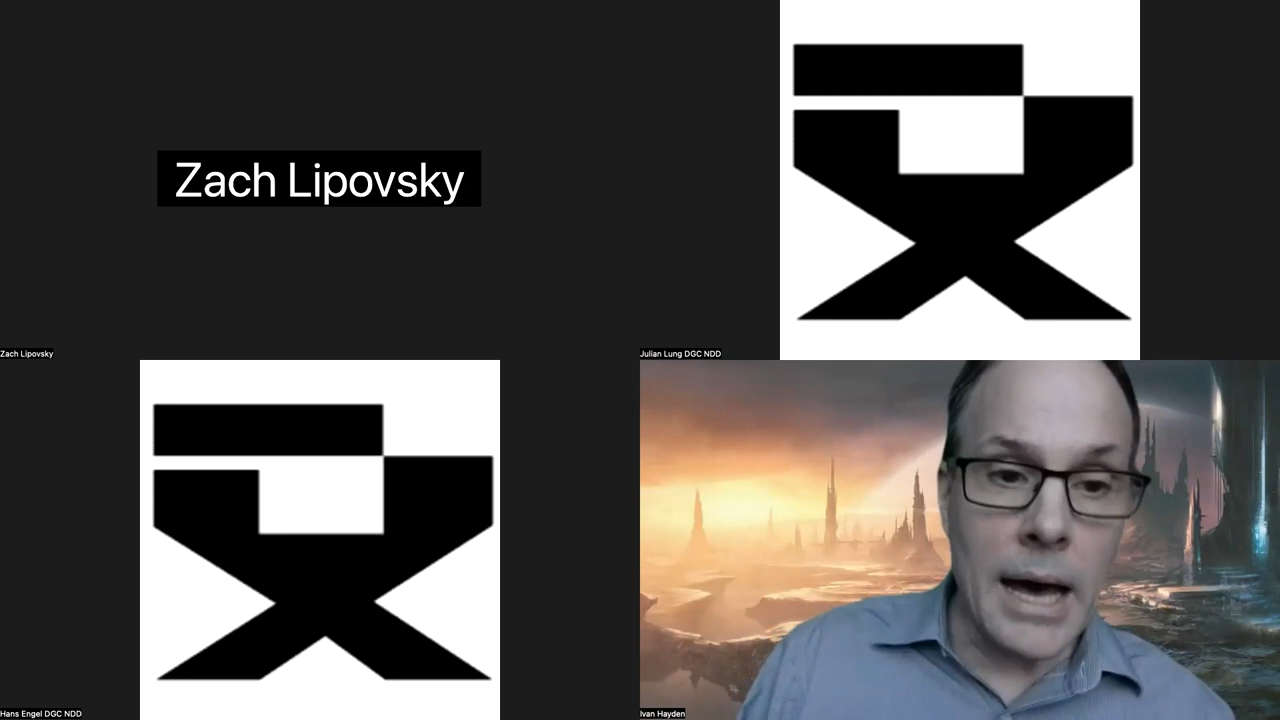 Zach Lipovsky
Zach Lipovsky
Julian Lung DGC NDD
Hans Engel DGC NDD
Ivan Hayden